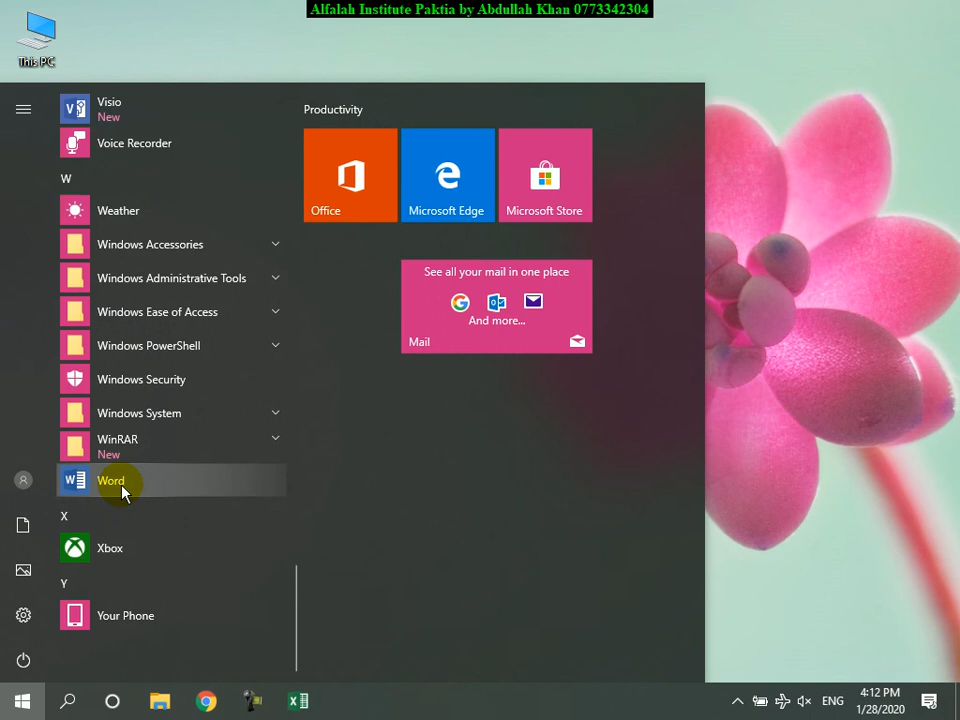 Alfalah Institute Paktia by Abdullah Khan 0773342304
This PC
Visio
New
Voice Recorder
W
Weather
Windows Accessories
Windows Administrative Tools
Windows Ease of Access
Windows PowerShell
Windows Security
Windows System
WinRAR
New
Word
X
Xbox
Y
Your Phone
Productivity
Office
Microsoft Edge
Microsoft Store
See all your mail in one place
And more...
Mail
ENG
4:12 PM
1/28/2020